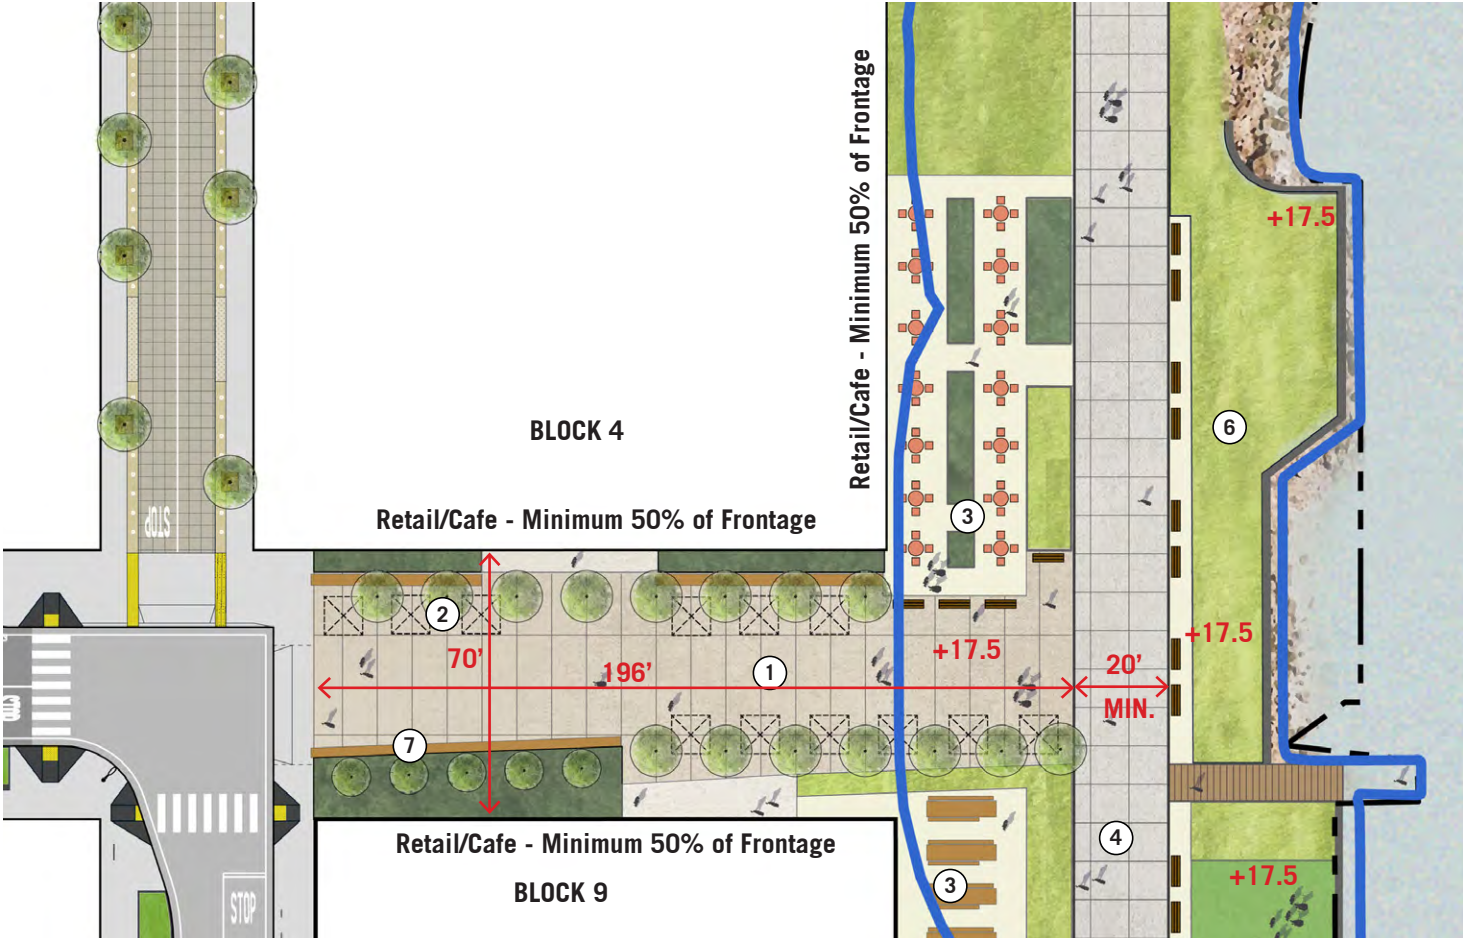 Retail/Cafe - Minimum 50% of Frontage
+17.5
6
BLOCK 4
Retail/Cafe - Minimum 50% of Frontage
3
STOP
2
70'
196'
1
+17.5
20'
MIN.
+17.5
7
STOP
4
Retail/Cafe - Minimum 50% of Frontage
BLOCK 9
3
+17.5
STOP